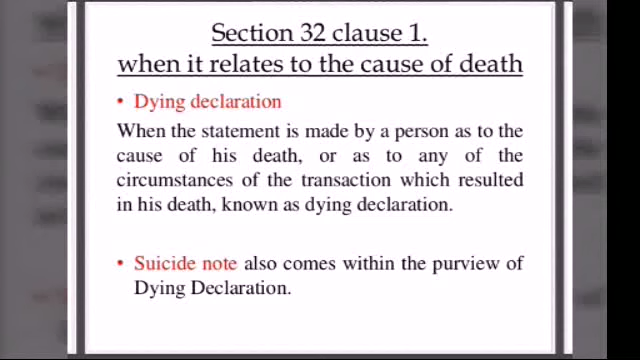 Section 32 clause 1.
when it relates to the cause of death
• Dying declaration
When the statement is made by a person as to the
cause of his death, or as to any of the
circumstances of the transaction which resulted
in his death, known as dying declaration.
• Suicide note also comes within the purview of
Dying Declaration.